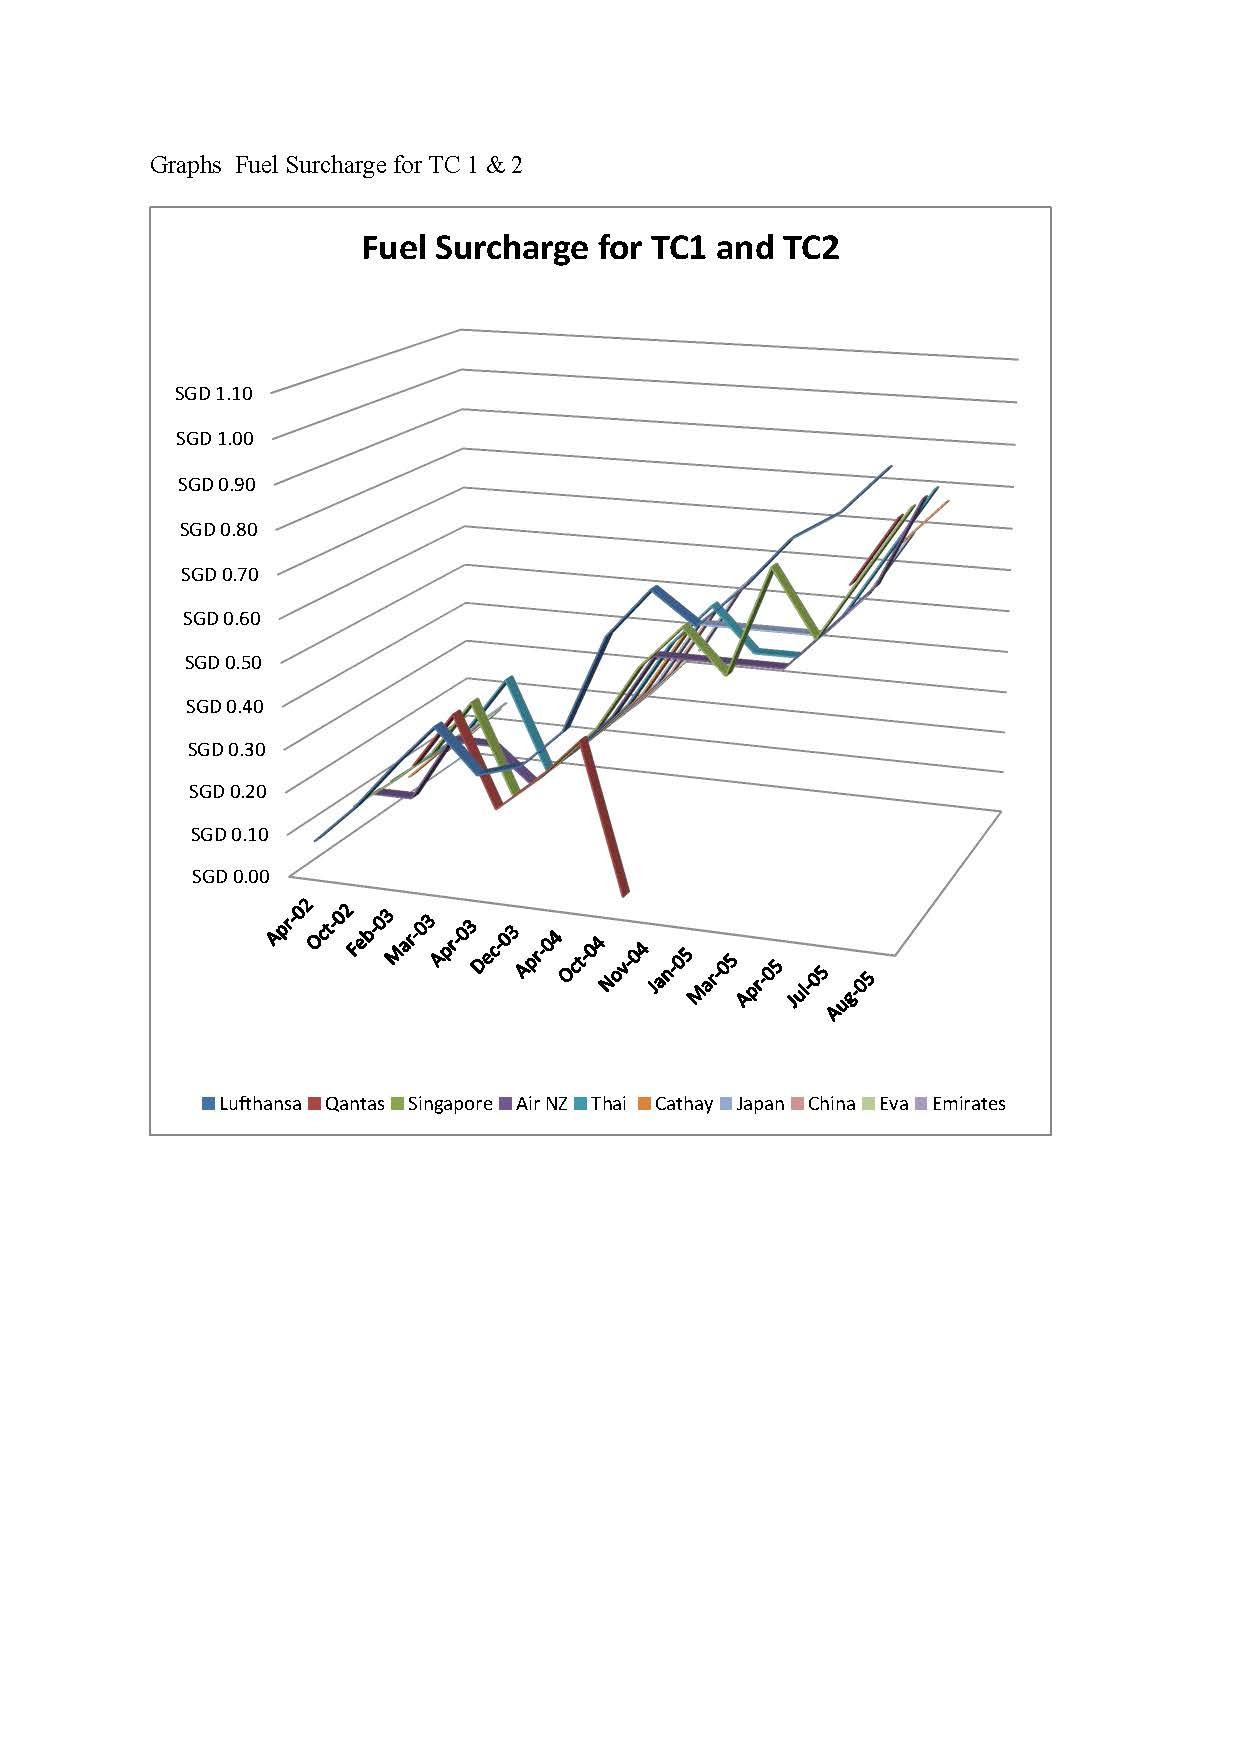 Graphs  Fuel Surcharge for TC 1 & 2
Fuel Surcharge for TC1 and TC2
SGD 1.10
SGD 1.00
SGD 0.90
SGD 0.80
SGD 0.70
SGD 0.60
SGD 0.50
SGD 0.40
SGD 0.30
SGD 0.20
SGD 0.10
SGD 0.00
Apr-02
Oct-02
Feb-03
Mar-03
Apr-03
Dec-03
Apr-04
Oct-04
Nov-04
Jan-05
Mar-05
Apr-05
Jul-05
Aug-05
Lufthansa Qantas Singapore Air NZ Thai Cathay Japan China Eva Emirates